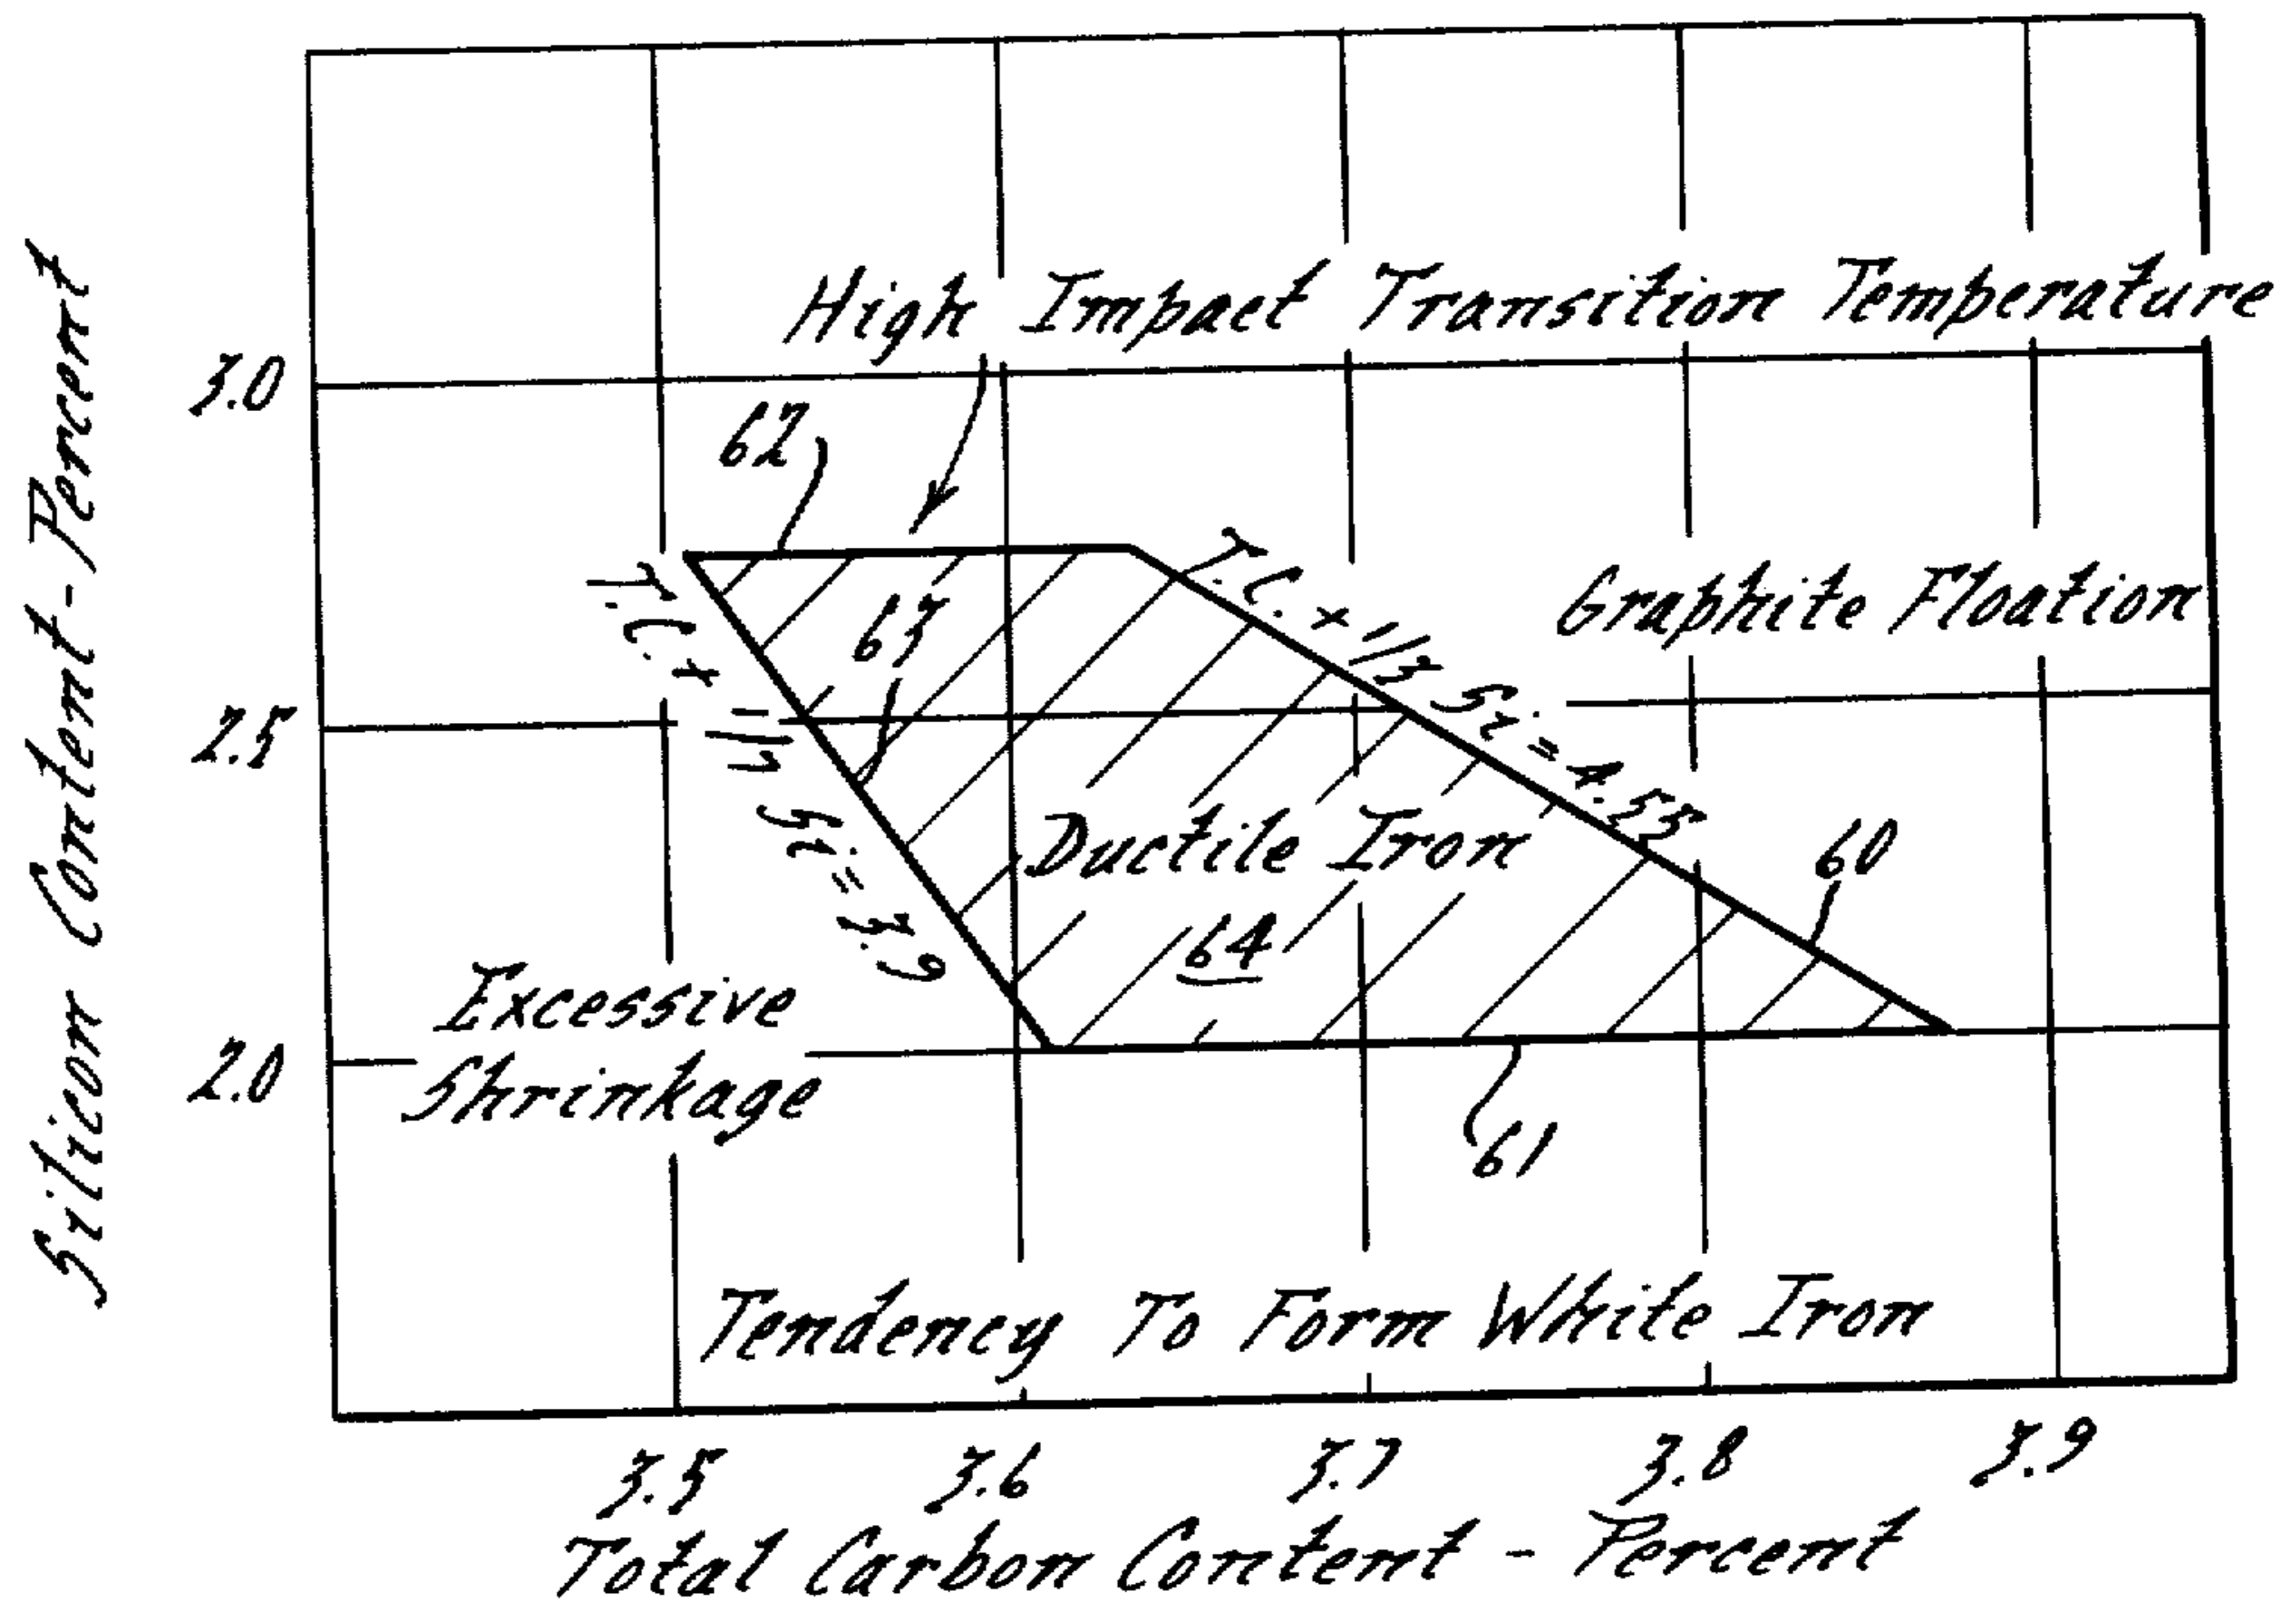 High Impact Transition Temperature
3.0
62
T.C. + 1/3 Si = 4.53
Graphite Floation
T.C. + 1/7 Si = 3.9
63
2.5
Ductile Iron
60
64
Excessive
Shrinkage
2.0
61
Tendency To Form White Iron
3.5 3.6 3.7 3.8 3.9
Total Carbon Content - Percent
Silicon Content - Percent